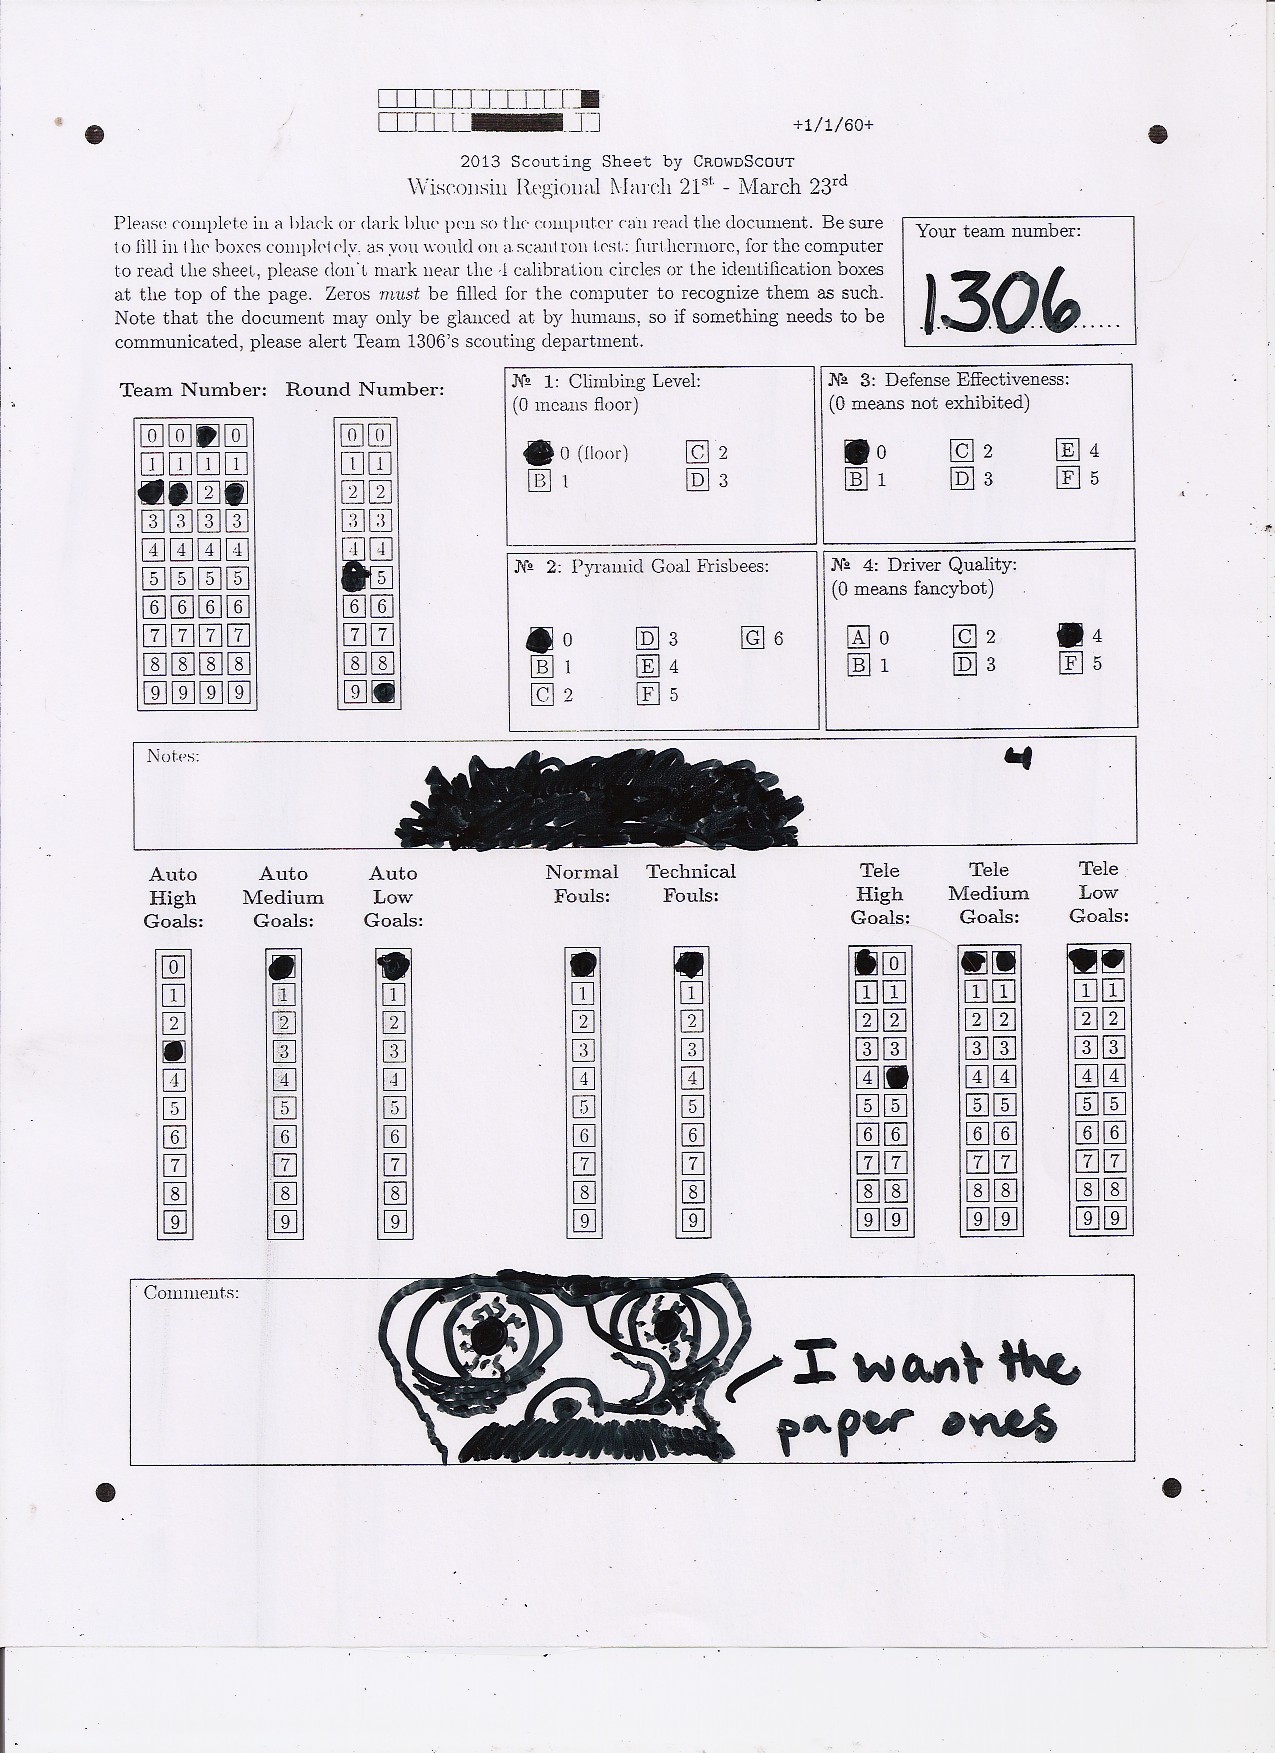 +1/1/60+
2013 Scouting Sheet by CROWDSCOUT
Wisconsin Regional March 21st - March 23rd
Please complete in a black or dark blue pen so the computer can read the document. Be sure
to fill in the boxes completely, as you would on a scantron test; furthermore, for the computer
to read the sheet, please don't mark near the 4 calibration circles or the identification boxes
at the top of the page. Zeros must be filled for the computer to recognize them as such.
Note that the document may only be glanced at by humans, so if something needs to be
communicated, please alert Team 1306's scouting department.
Your team number:
1306
Team Number: Round Number:
0 0 0 0 0
1 1 1 1 1 1
2 2 2
3 3 3 3 3 3
4 4 4 4 4 4
5 5 5 5 5
6 6 6 6 6 6
7 7 7 7 7 7
8 8 8 8 8 8
9 9 9 9 9
№ 1: Climbing Level:
(0 means floor)
0 (floor) C 2
B 1 D 3
№ 3: Defense Effectiveness:
(0 means not exhibited)
0 C 2 E 4
B 1 D 3 F 5
№ 2: Pyramid Goal Frisbees:
0 D 3 G 6
B 1 E 4
C 2 F 5
№ 4: Driver Quality:
(0 means fancybot)
A 0 C 2 4
B 1 D 3 F 5
Notes:
4
Auto High Goals:
Auto Medium Goals:
Auto Low Goals:
Normal Fouls:
Technical Fouls:
Tele High Goals:
Tele Medium Goals:
Tele Low Goals:
0 0
1 1 1 1 1 1 1 1 1 1 1
2 2 2 2 2 2 2 2 2 2 2
3 3 3 3 3 3 3 3 3 3
4 4 4 4 4 4 4 4 4 4
5 5 5 5 5 5 5 5 5 5 5
6 6 6 6 6 6 6 6 6 6 6
7 7 7 7 7 7 7 7 7 7 7
8 8 8 8 8 8 8 8 8 8 8
9 9 9 9 9 9 9 9 9 9 9
Comments:
I want the
paper ones